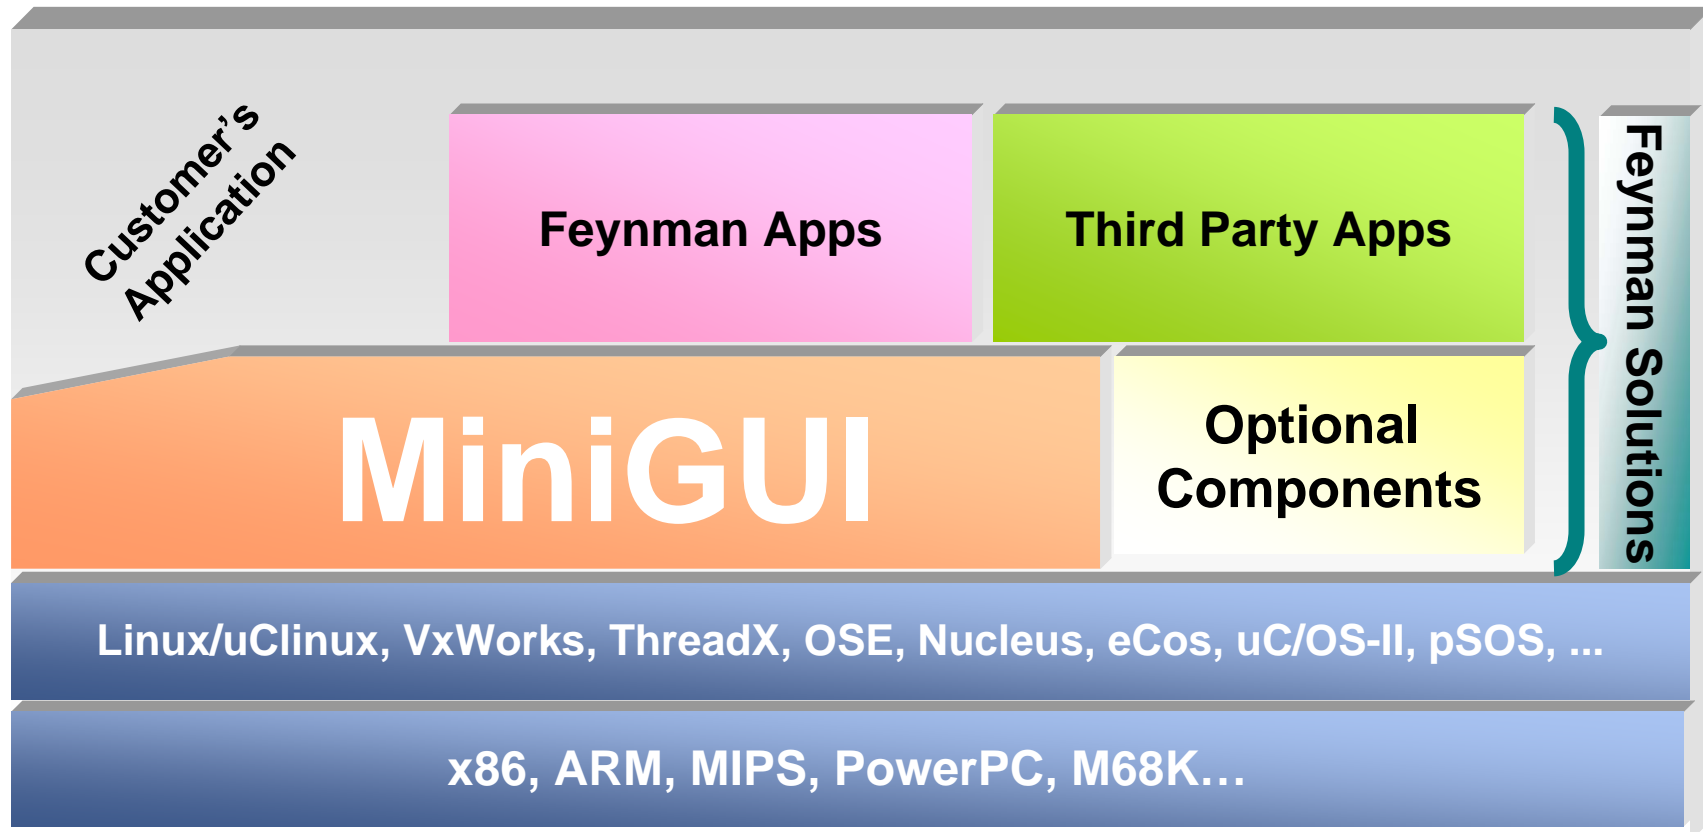 Customer’s
Application
Feynman Apps
Third Party Apps
Feynman Solutions
MiniGUI
Optional
Components
Linux/uClinux, VxWorks, ThreadX, OSE, Nucleus, eCos, uC/OS-II, pSOS, ...
x86, ARM, MIPS, PowerPC, M68K…